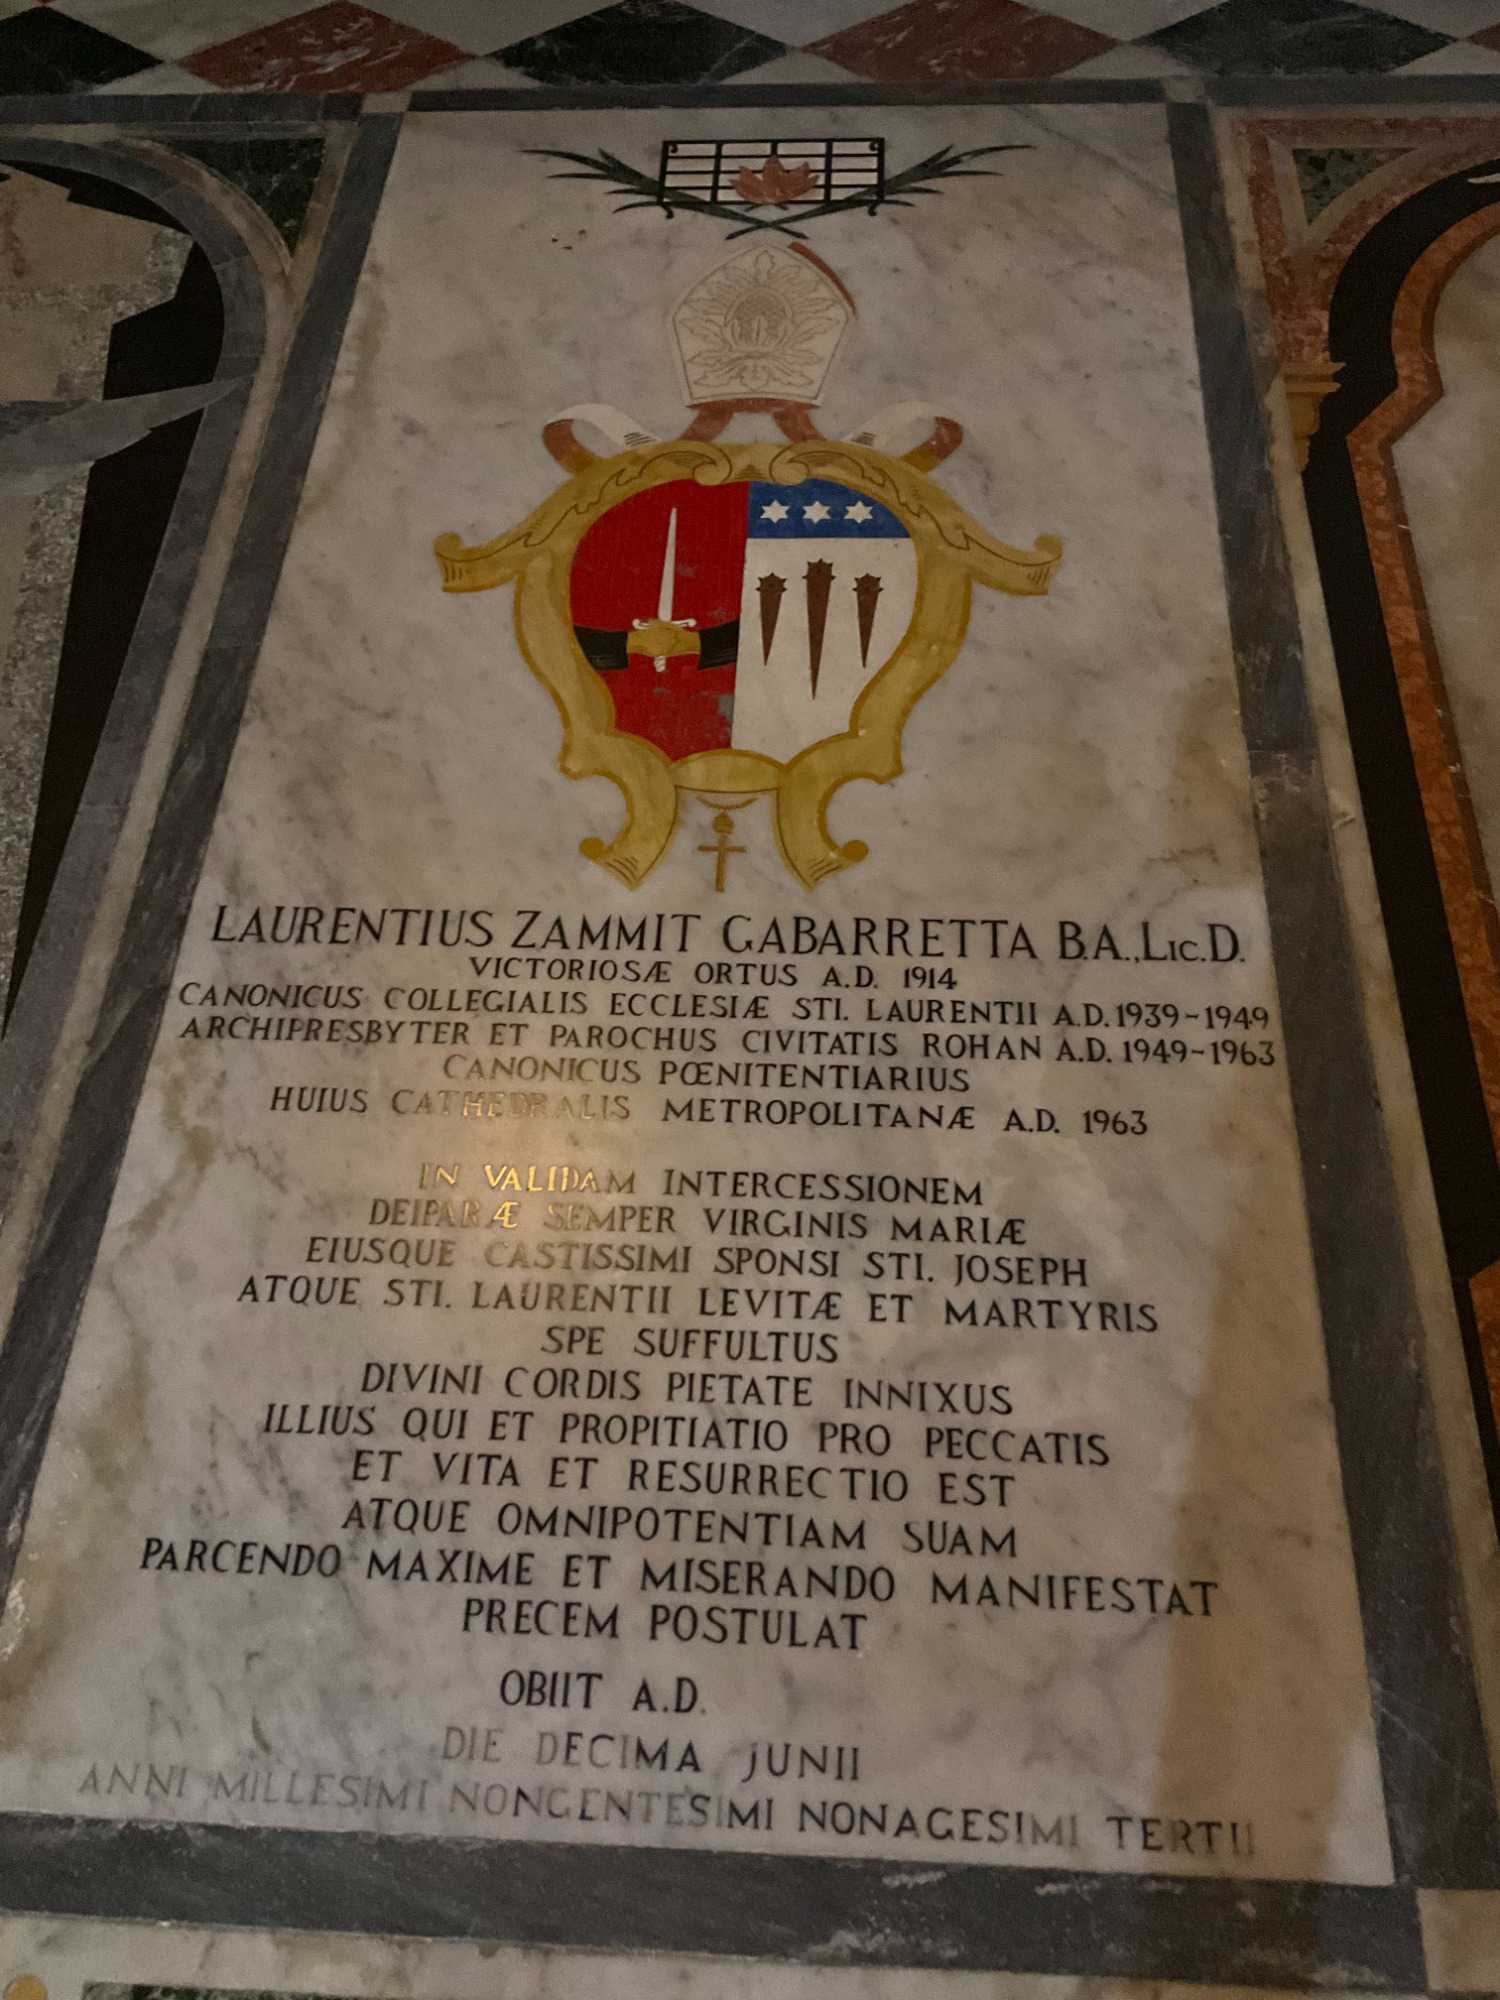 LAURENTIUS ZAMMIT GABARRETTA B.A., LIC.D.
VICTORIOSÆ ORTUS A.D. 1914
CANONICUS COLLEGIALIS ECCLESIÆ STI. LAURENTII A.D. 1939-1949
ARCHIPRESBYTER ET PAROCHUS CIVITATIS ROHAN A.D. 1949-1963
CANONICUS PŒNITENTIARIUS
HUIUS CATHEDRALIS METROPOLITANÆ A.D. 1963
IN VALIDAM INTERCESSIONEM
DEIPARÆ SEMPER VIRGINIS MARIÆ
EIUSQUE CASTISSIMI SPONSI STI. JOSEPH
ATQUE STI. LAURENTII LEVITÆ ET MARTYRIS
SPE SUFFULTUS
DIVINI CORDIS PIETATE INNIXUS
ILLIUS QUI ET PROPITIATIO PRO PECCATIS
ET VITA ET RESURRECTIO EST
ATQUE OMNIPOTENTIAM SUAM
PARCENDO MAXIME ET MISERANDO MANIFESTAT
PRECEM POSTULAT
OBIIT A.D.
DIE DECIMA JUNII
ANNI MILLESIMI NONGENTESIMI NONAGESIMI TERTII